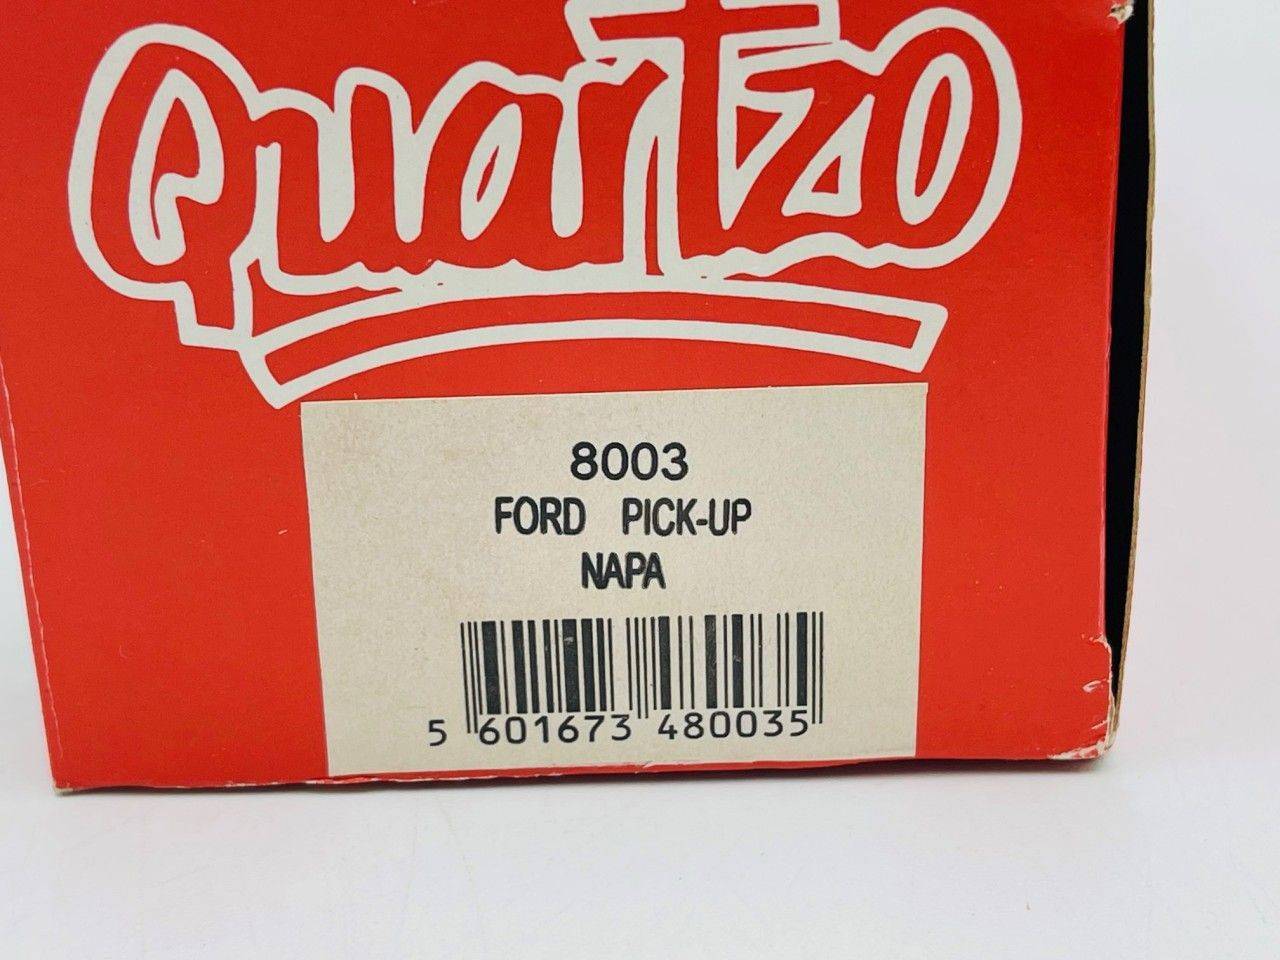 Quartzo
8003
FORD PICK-UP
NAPA
5 601673 480035